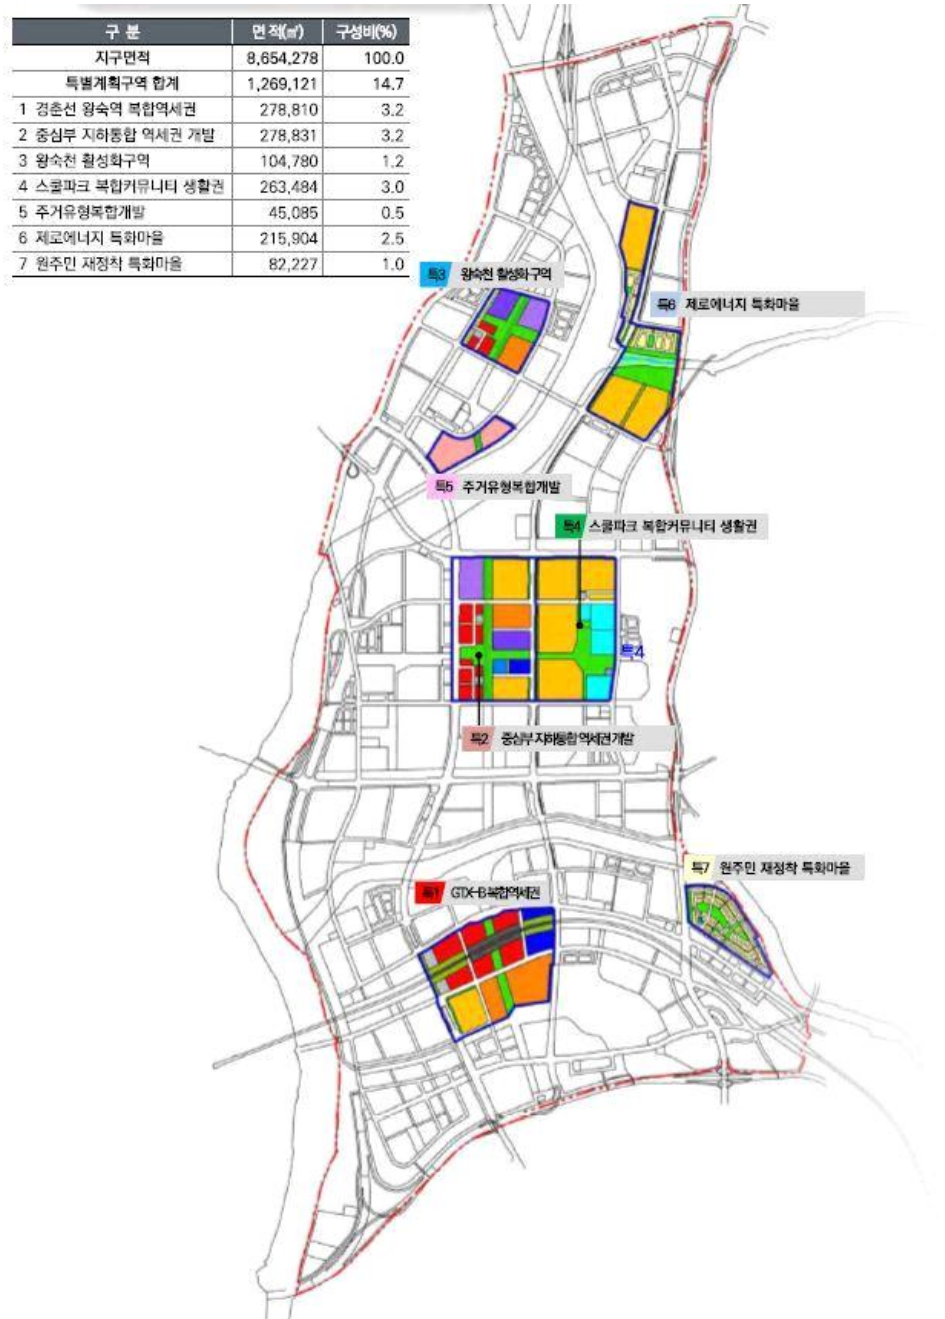 구 분 면 적(㎡) 구성비(%)
지구면적 8,654,278 100.0
특별계획구역 합계 1,269,121 14.7
1 경춘선 왕숙역 복합역세권 278,810 3.2
2 중심부 지하통합 역세권 개발 278,831 3.2
3 왕숙천 활성화구역 104,780 1.2
4 스쿨파크 복합커뮤니티 생활권 263,484 3.0
5 주거유형복합개발 45,085 0.5
6 제로에너지 특화마을 215,904 2.5
7 원주민 재정착 특화마을 82,227 1.0
특3 왕숙천 활성화구역
특6 제로에너지 특화마을
특5 주거유형복합개발
특4 스쿨파크 복합커뮤니티 생활권
특4
특2 중심부 지하통합 역세권 개발
특7 원주민 재정착 특화마을
특1 GTX-B복합역세권